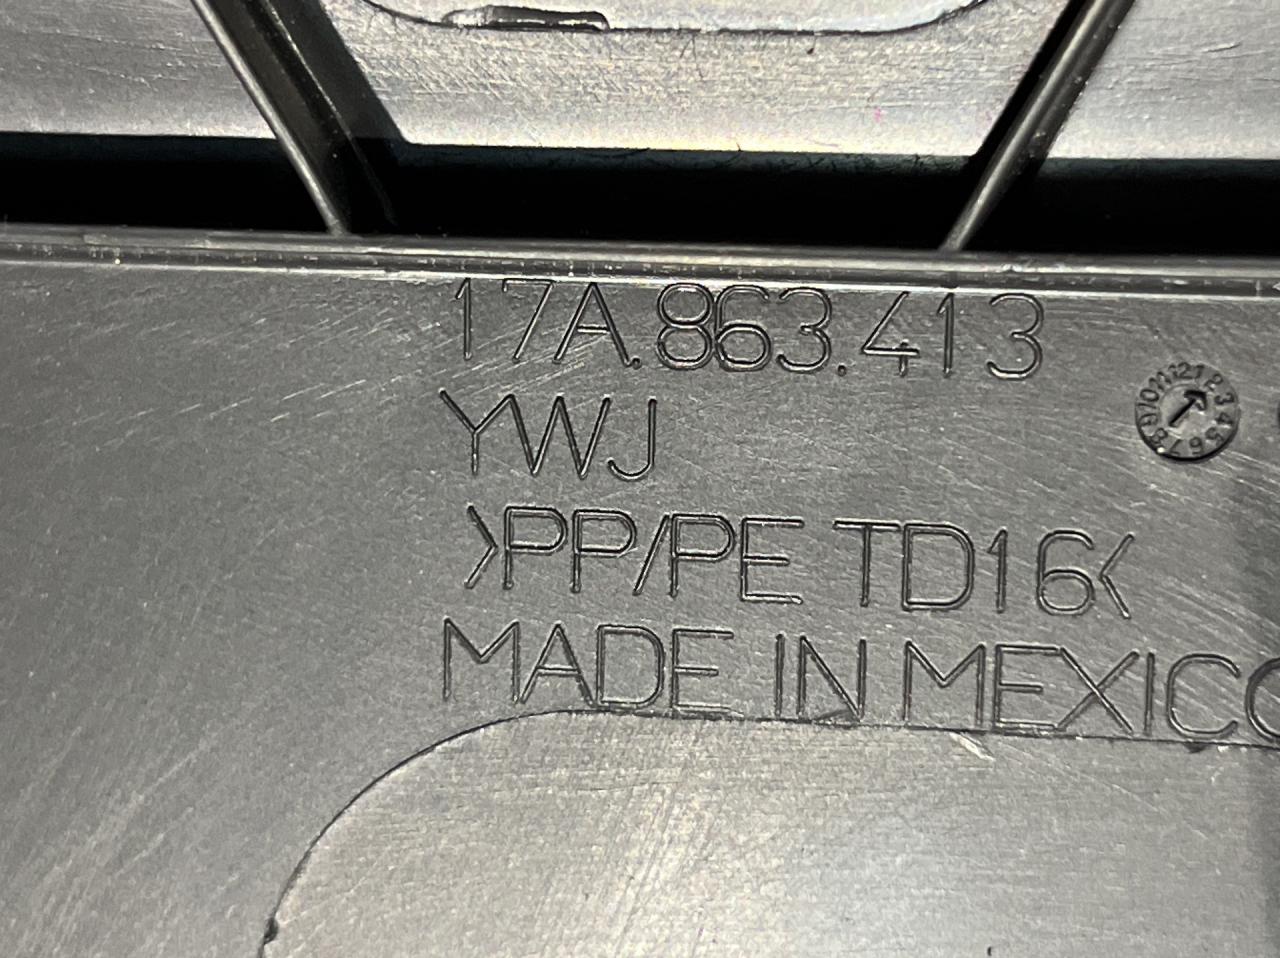 17A.863.413
YWJ
>PP/PE TD16<
MADE IN MEXICO